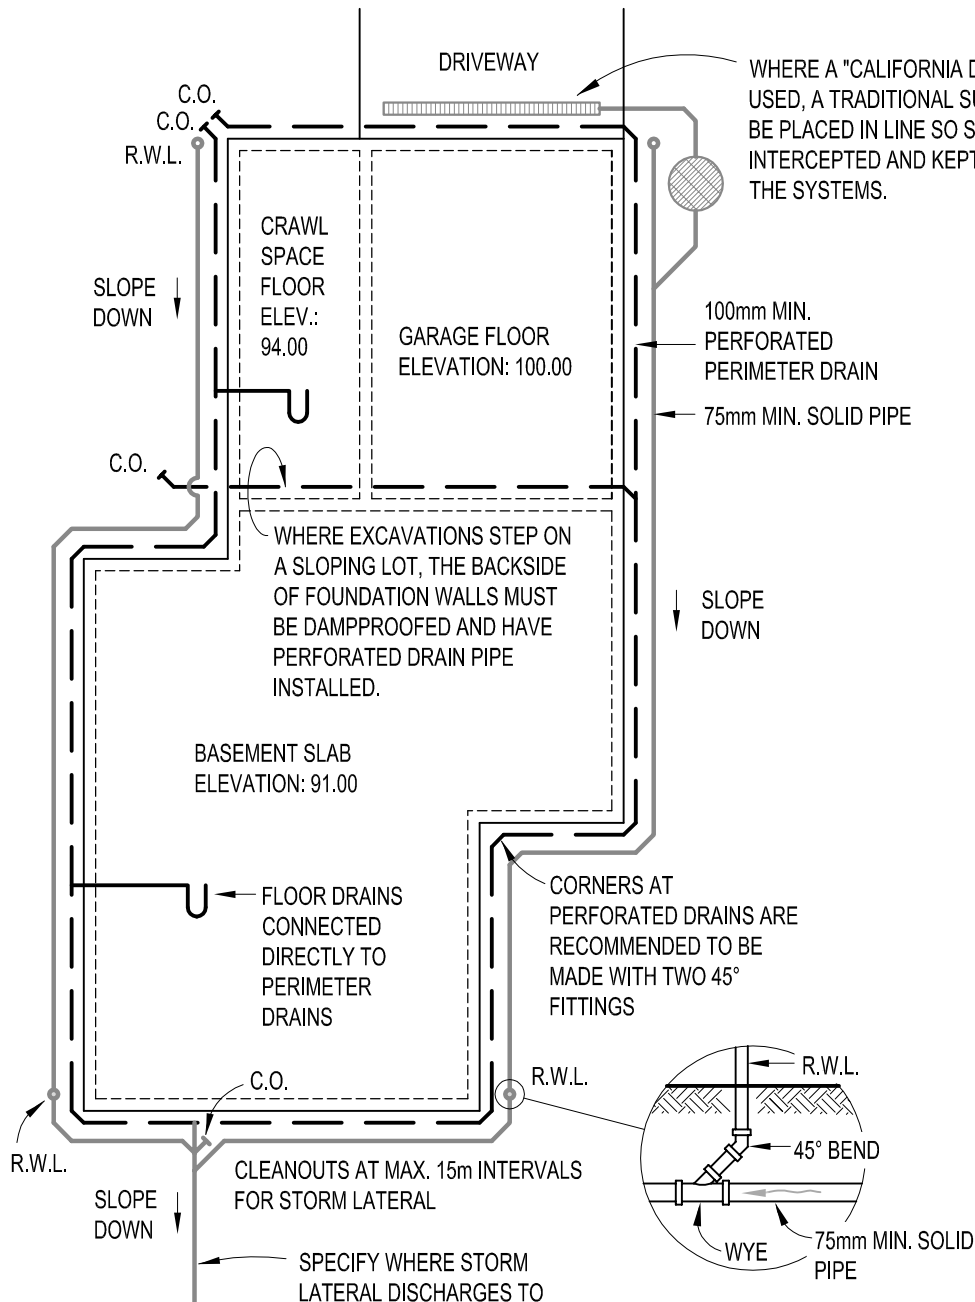 DRIVEWAY
WHERE A "CALIFORNIA
USED, A TRADITIONAL
BE PLACED IN LINE SO
INTERCEPTED AND KEPT
THE SYSTEMS.
C.O.
C.O.
R.W.L.
CRAWL
SPACE
FLOOR
ELEV.:
94.00
SLOPE
DOWN
GARAGE FLOOR
ELEVATION: 100.00
100mm MIN.
PERFORATED
PERIMETER DRAIN
75mm MIN. SOLID PIPE
C.O.
WHERE EXCAVATIONS STEP ON
A SLOPING LOT, THE BACKSIDE
OF FOUNDATION WALLS MUST
BE DAMPPROOFED AND HAVE
PERFORATED DRAIN PIPE
INSTALLED.
SLOPE
DOWN
BASEMENT SLAB
ELEVATION: 91.00
FLOOR DRAINS
CONNECTED
DIRECTLY TO
PERIMETER
DRAINS
CORNERS AT
PERFORATED DRAINS ARE
RECOMMENDED TO BE
MADE WITH TWO 45°
FITTINGS
C.O.
R.W.L.
R.W.L.
R.W.L.
45° BEND
WYE
75mm MIN. SOLID
PIPE
CLEANOUTS AT MAX. 15m INTERVALS
FOR STORM LATERAL
SLOPE
DOWN
SPECIFY WHERE STORM
LATERAL DISCHARGES TO